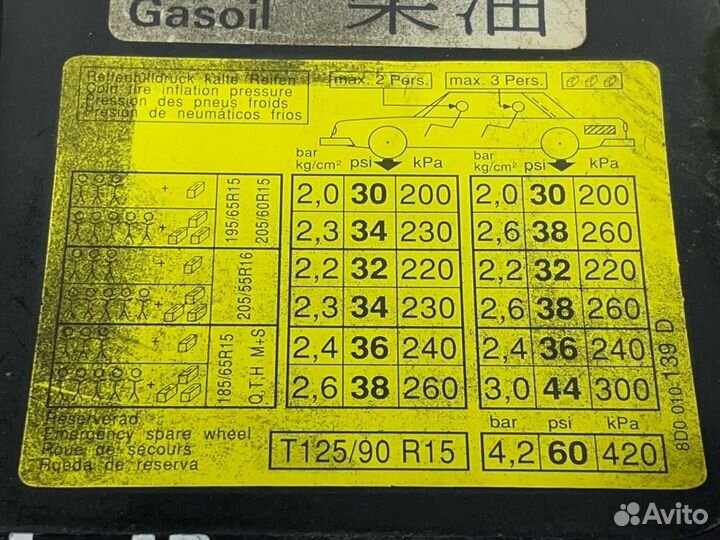 Gasoil 柴油
Reifenfülldruck kalte Reifen
Cold tire inflation pressure
Pression des pneus froids
Presión de neumáticos fríos
max. 2 Pers. max. 3 Pers.
bar psi kPa bar psi kPa
kg/cm² kg/cm²
195/65R15
205/60R15
2,0 30 200 2,0 30 200
2,3 34 230 2,6 38 260
205/55R16
2,2 32 220 2,2 32 220
2,3 34 230 2,6 38 260
185/65R15
Q,T,H M+S
2,4 36 240 2,4 36 240
2,6 38 260 3,0 44 300
Reserverad
Emergency spare wheel
Roue de secours
Rueda de reserva
T125/90 R15
bar psi kPa
4,2 60 420
8D0 010 139 D
Avito